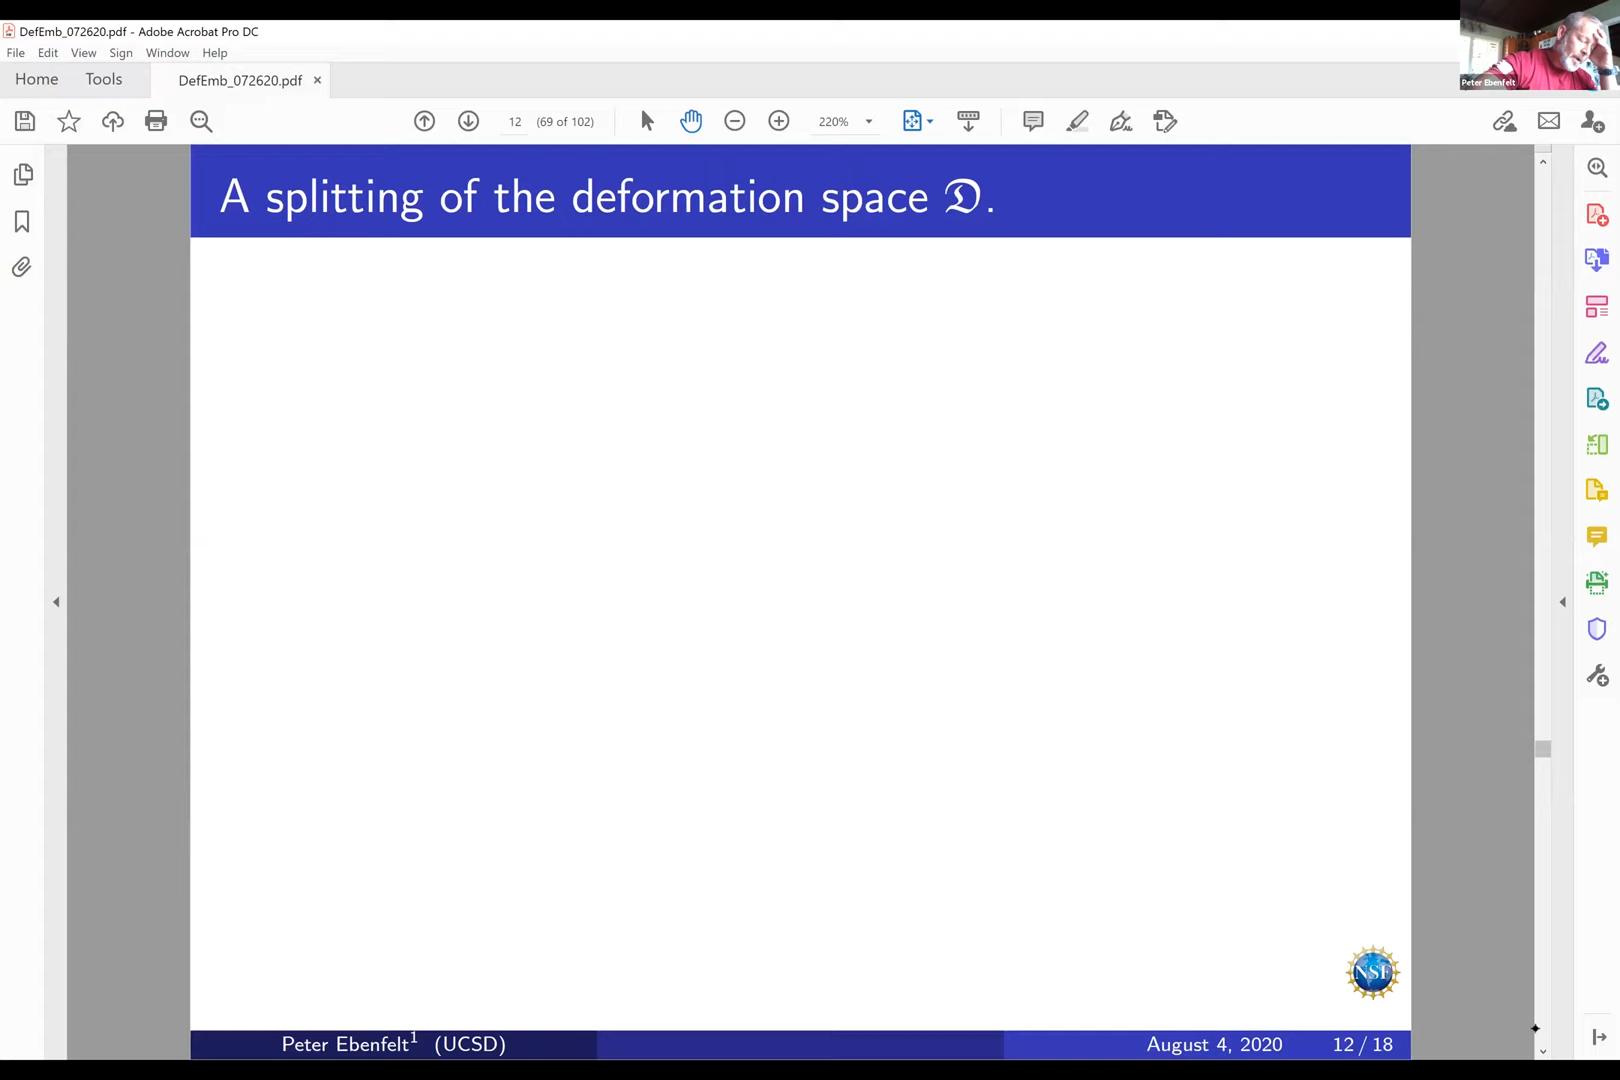 DefEmb_072620.pdf - Adobe Acrobat Pro DC
File Edit View Sign Window Help
Home Tools DefEmb_072620.pdf ×
12 (69 of 102) 220%
Peter Ebenfelt
A splitting of the deformation space 𝔇.
NSF
Peter Ebenfelt¹ (UCSD) August 4, 2020 12 / 18